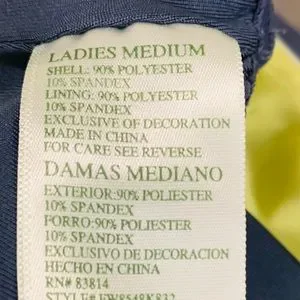 LADIES MEDIUM
SHELL: 90% POLYESTER
10% SPANDEX
LINING: 90% POLYESTER
10% SPANDEX
EXCLUSIVE OF DECORATION
MADE IN CHINA
FOR CARE SEE REVERSE
DAMAS MEDIANO
EXTERIOR:90% POLIESTER
10% SPANDEX
FORRO:90% POLIESTER
10% SPANDEX
EXCLUSIVO DE DECORACION
HECHO EN CHINA
RN# 83814
STYLE# EW8548K832